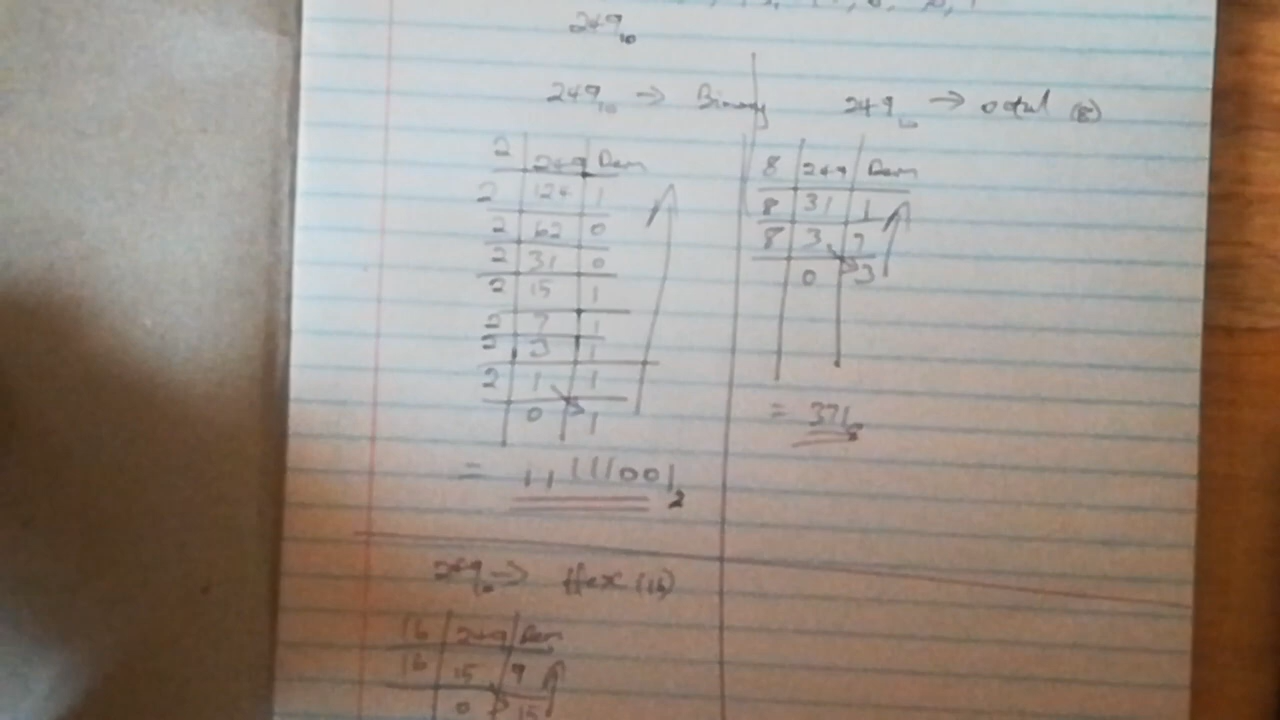 249₁₀
249₁₀ → Binary
2 | 249 | Rem
2 | 124 | 1
2 | 62 | 0
2 | 31 | 0
2 | 15 | 1
2 | 7 | 1
2 | 3 | 1
2 | 1 | 1
0 | 1
= 11111001₂
249₁₀ → octal (8)
8 | 249 | Rem
8 | 31 | 1
8 | 3 | 7
0 | 3
= 371₈
249₁₀ → Hex (16)
16 | 249 | Rem
16 | 15 | 9
0 | 15